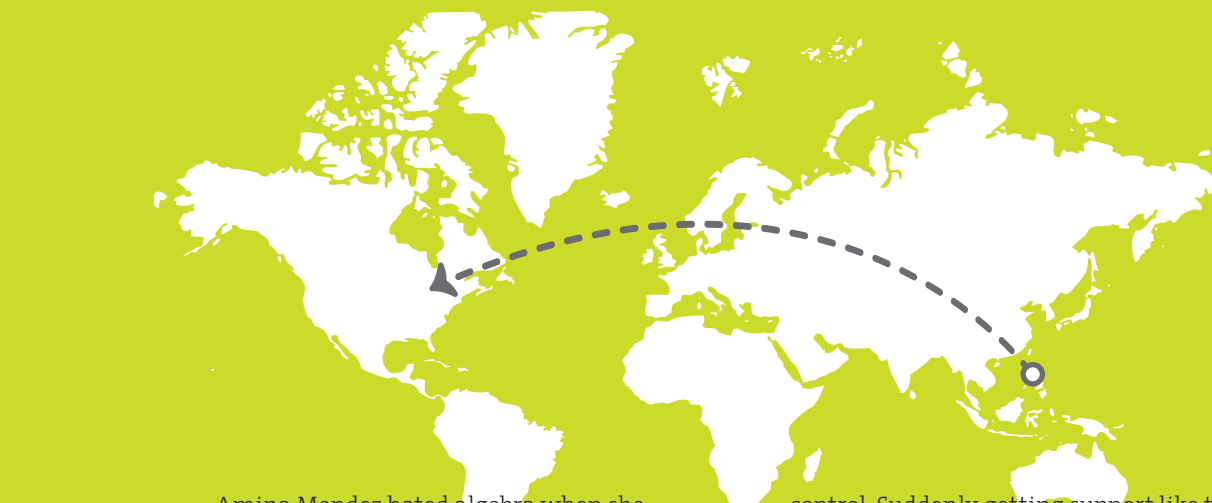 Amina Mendez hated algebra when she
control. Suddenly getting support like t